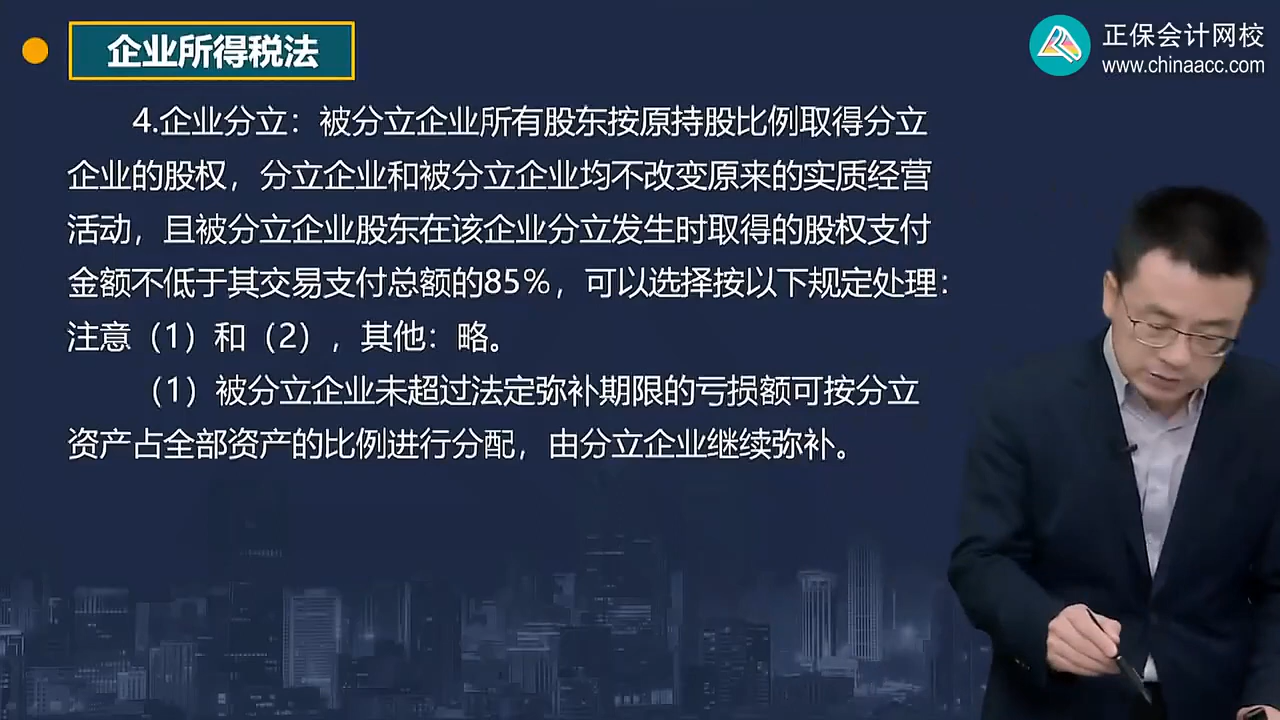 企业所得税法
正保会计网校
www.chinaacc.com
4.企业分立：被分立企业所有股东按原持股比例取得分立
企业的股权，分立企业和被分立企业均不改变原来的实质经营
活动，且被分立企业股东在该企业分立发生时取得的股权支付
金额不低于其交易支付总额的85%，可以选择按以下规定处理：
注意（1）和（2），其他：略。
（1）被分立企业未超过法定弥补期限的亏损额可按分立
资产占全部资产的比例进行分配，由分立企业继续弥补。